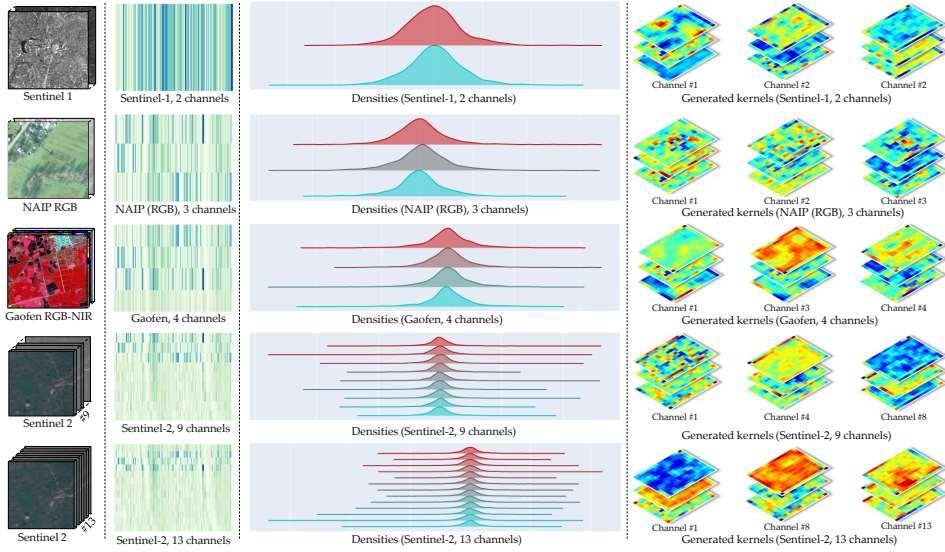 Sentinel 1
Sentinel-1, 2 channels
Densities (Sentinel-1, 2 channels)
Channel #1
Channel #2
Channel #2
Generated kernels (Sentinel-1, 2 channels)
NAIP RGB
NAIP (RGB), 3 channels
Densities (NAIP (RGB), 3 channels)
Channel #1
Channel #2
Channel #3
Generated kernels (NAIP (RGB), 3 channels)
Gaofen RGB-NIR
Gaofen, 4 channels
Densities (Gaofen, 4 channels)
Channel #1
Channel #3
Channel #4
Generated kernels (Gaofen, 4 channels)
#9
Sentinel 2
Sentinel-2, 9 channels
Densities (Sentinel-2, 9 channels)
Channel #1
Channel #4
Channel #8
Generated kernels (Sentinel-2, 9 channels)
#13
Sentinel 2
Sentinel-2, 13 channels
Densities (Sentinel-2, 13 channels)
Channel #1
Channel #8
Channel #13
Generated kernels (Sentinel-2, 13 channels)